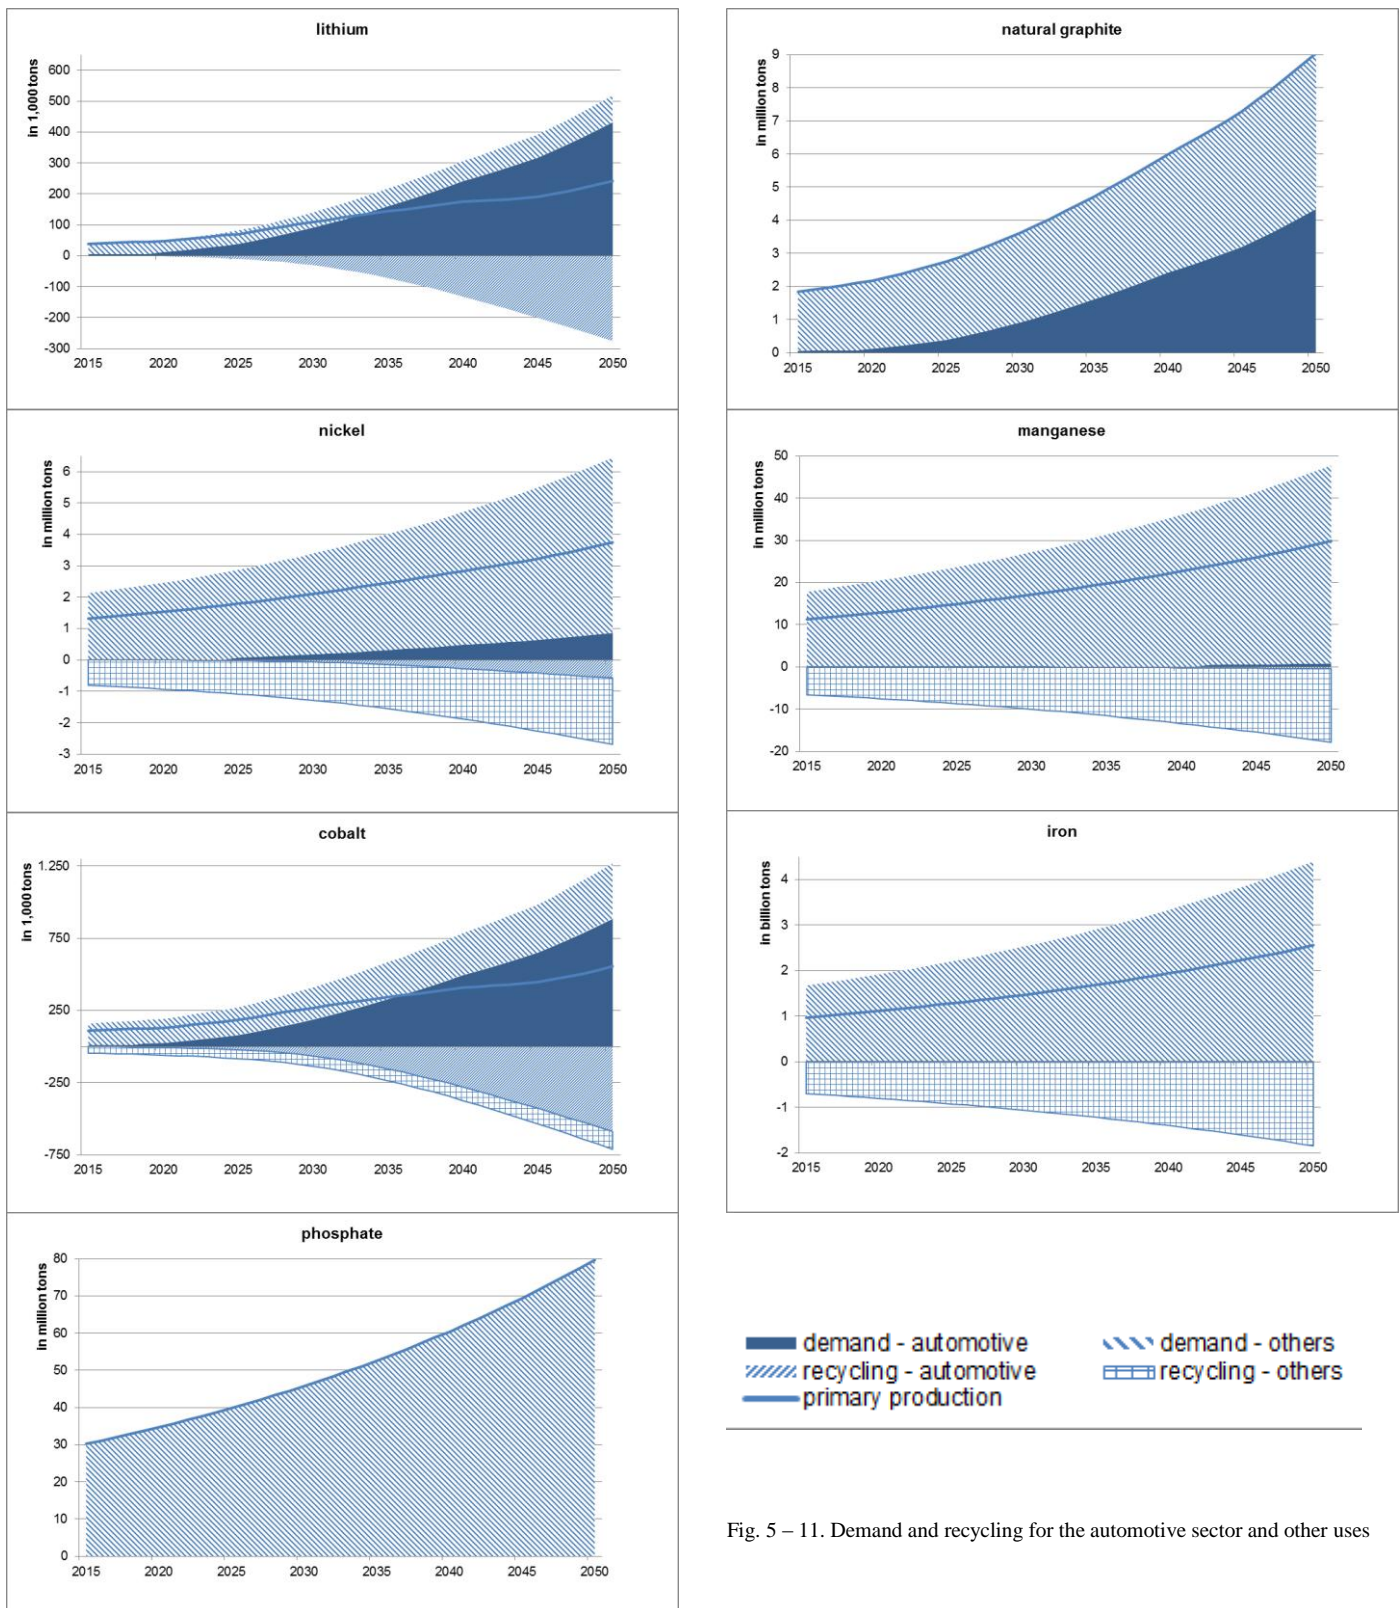 lithium
in 1,000 tons
600
500
400
300
200
100
0
-100
-200
-300
2015 2020 2025 2030 2035 2040 2045 2050
natural graphite
in million tons
9
8
7
6
5
4
3
2
1
0
2015 2020 2025 2030 2035 2040 2045 2050
nickel
in million tons
6
5
4
3
2
1
0
-1
-2
-3
2015 2020 2025 2030 2035 2040 2045 2050
manganese
in million tons
50
40
30
20
10
0
-10
-20
2015 2020 2025 2030 2035 2040 2045 2050
cobalt
in 1,000 tons
1.250
750
250
-250
-750
2015 2020 2025 2030 2035 2040 2045 2050
iron
in billion tons
4
3
2
1
0
-1
-2
2015 2020 2025 2030 2035 2040 2045 2050
phosphate
in million tons
80
70
60
50
40
30
20
10
0
2015 2020 2025 2030 2035 2040 2045 2050
demand - automotive demand - others
recycling - automotive recycling - others
primary production
Fig. 5 – 11. Demand and recycling for the automotive sector and other uses